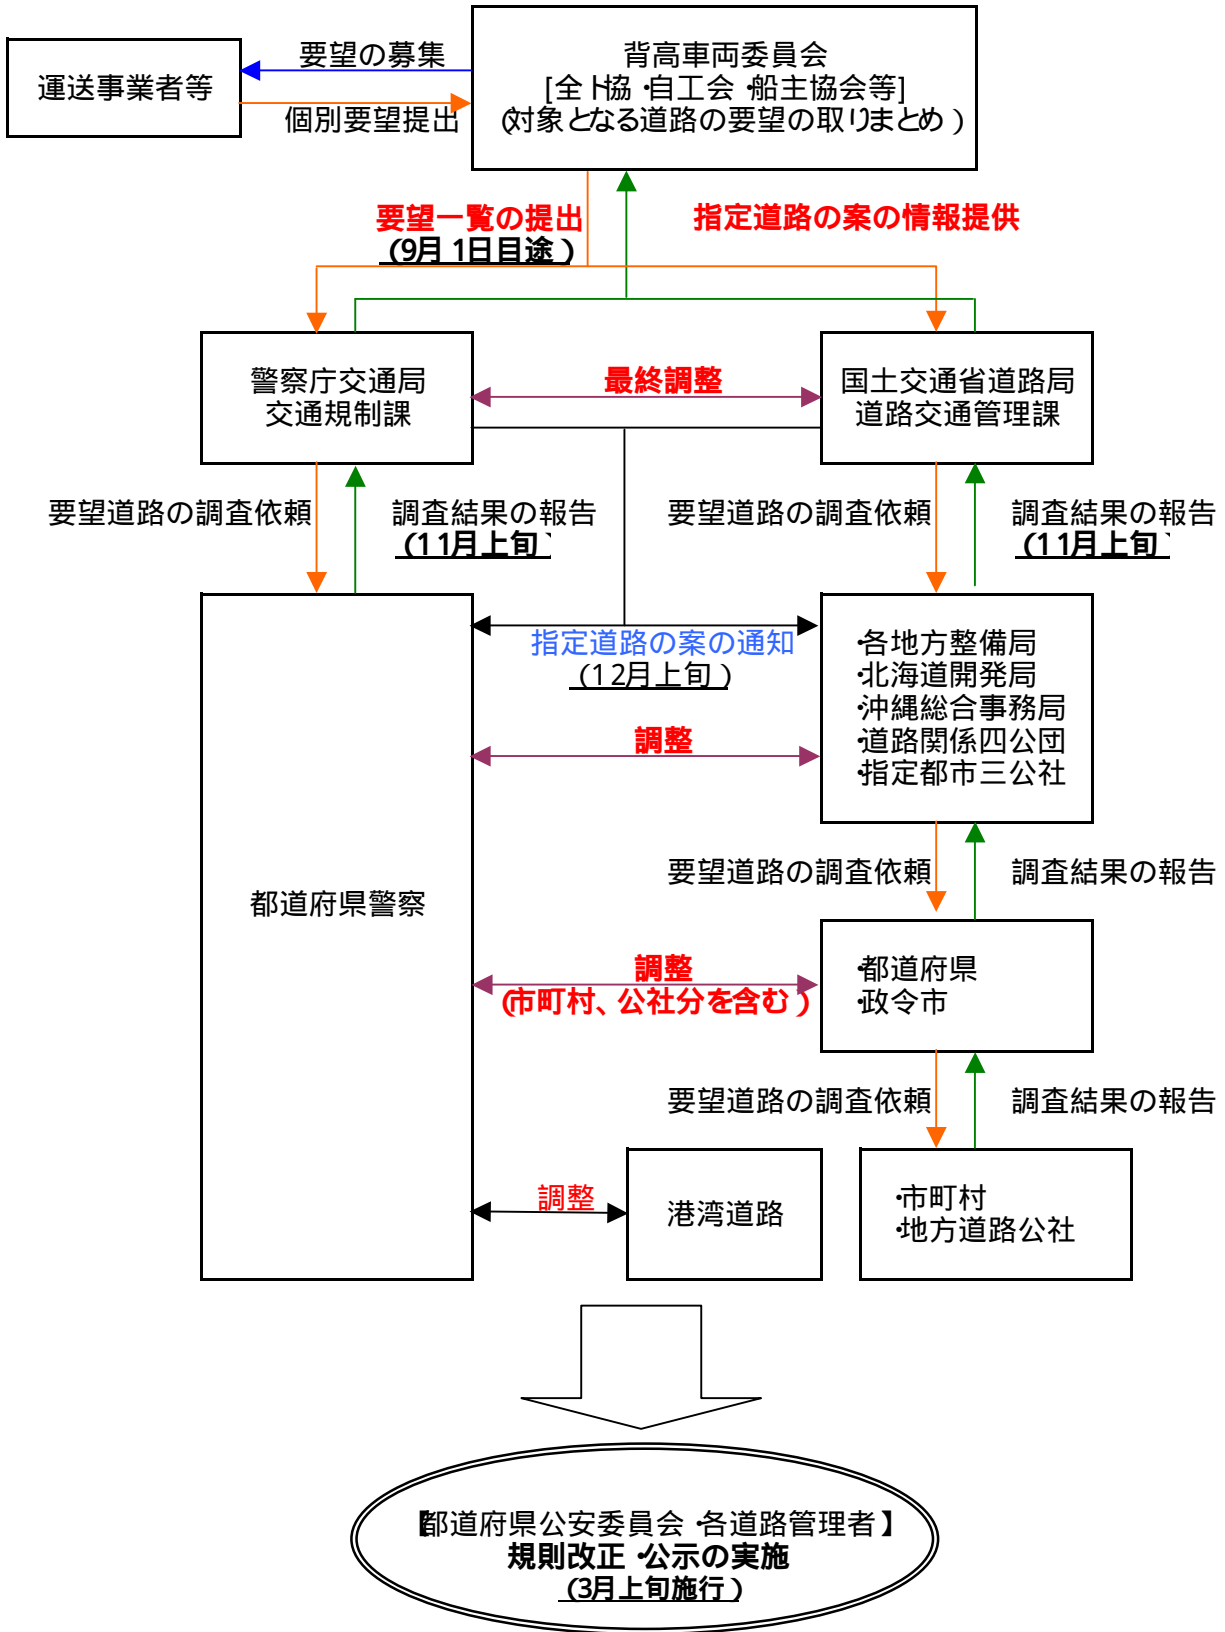 運送事業者等
要望の募集
個別要望提出
背高車両委員会
[全ト協・自工会・船主協会等]
(対象となる道路の要望の取りまとめ)
要望一覧の提出
(9月1日目途)
指定道路の案の情報提供
警察庁交通局
交通規制課
最終調整
国土交通省道路局
道路交通管理課
要望道路の調査依頼
調査結果の報告
(11月上旬)
要望道路の調査依頼
調査結果の報告
(11月上旬)
指定道路の案の通知
(12月上旬)
・各地方整備局
・北海道開発局
・沖縄総合事務局
・道路関係四公団
・指定都市三公社
調整
要望道路の調査依頼
調査結果の報告
都道府県警察
調整
(市町村、公社分を含む)
・都道府県
・政令市
要望道路の調査依頼
調査結果の報告
調整
港湾道路
・市町村
・地方道路公社
【都道府県公安委員会・各道路管理者】
規則改正・公示の実施
(3月上旬施行)